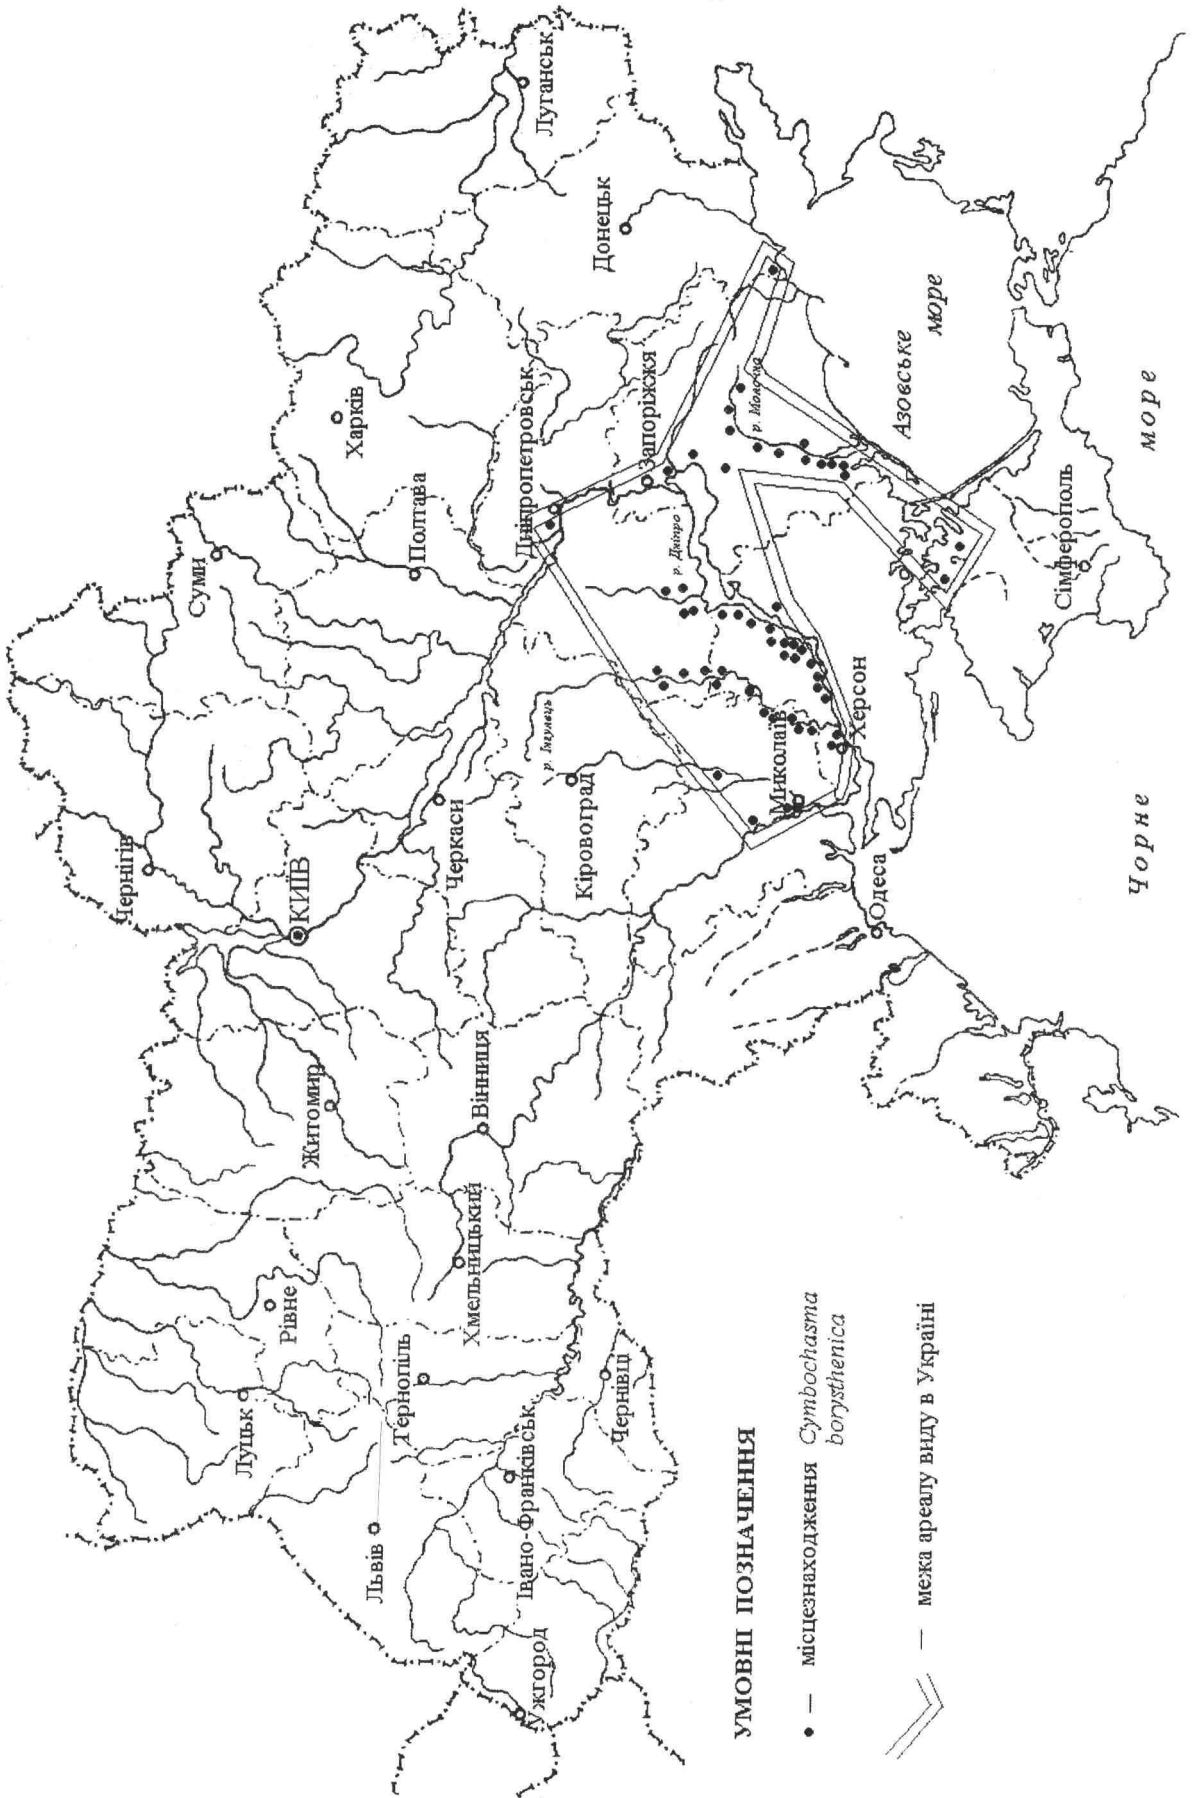 Чернігів
Суми
Луцьк
Рівне
Житомир
КИЇВ
Харків
Львів
Тернопіль
Хмельницький
Вінниця
Черкаси
Полтава
Луганськ
Ужгород
Івано-Франківськ
Чернівці
Кіровоград
р. Інгулець
Дніпропетровськ
Донецьк
Запоріжжя
р. Дніпро
р. Молочна
Миколаїв
Херсон
Одеса
Азовське
море
?
Сімферополь
Чорне
море
УМОВНІ ПОЗНАЧЕННЯ
— місцезнаходження Cymbochasma
borysthenica
— межа ареалу виду в Україні